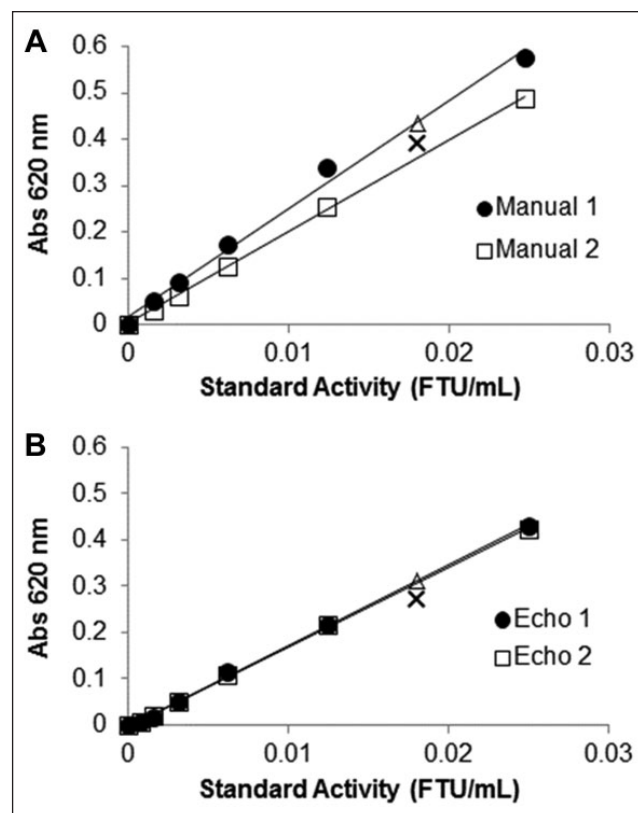 A
0.6
0.5
0.4
0.3
0.2
0.1
0
Abs 620 nm
Manual 1
Manual 2
0 0.01 0.02 0.03
Standard Activity (FTU/mL)
B
0.6
0.5
0.4
0.3
0.2
0.1
0
Abs 620 nm
Echo 1
Echo 2
0 0.01 0.02 0.03
Standard Activity (FTU/mL)